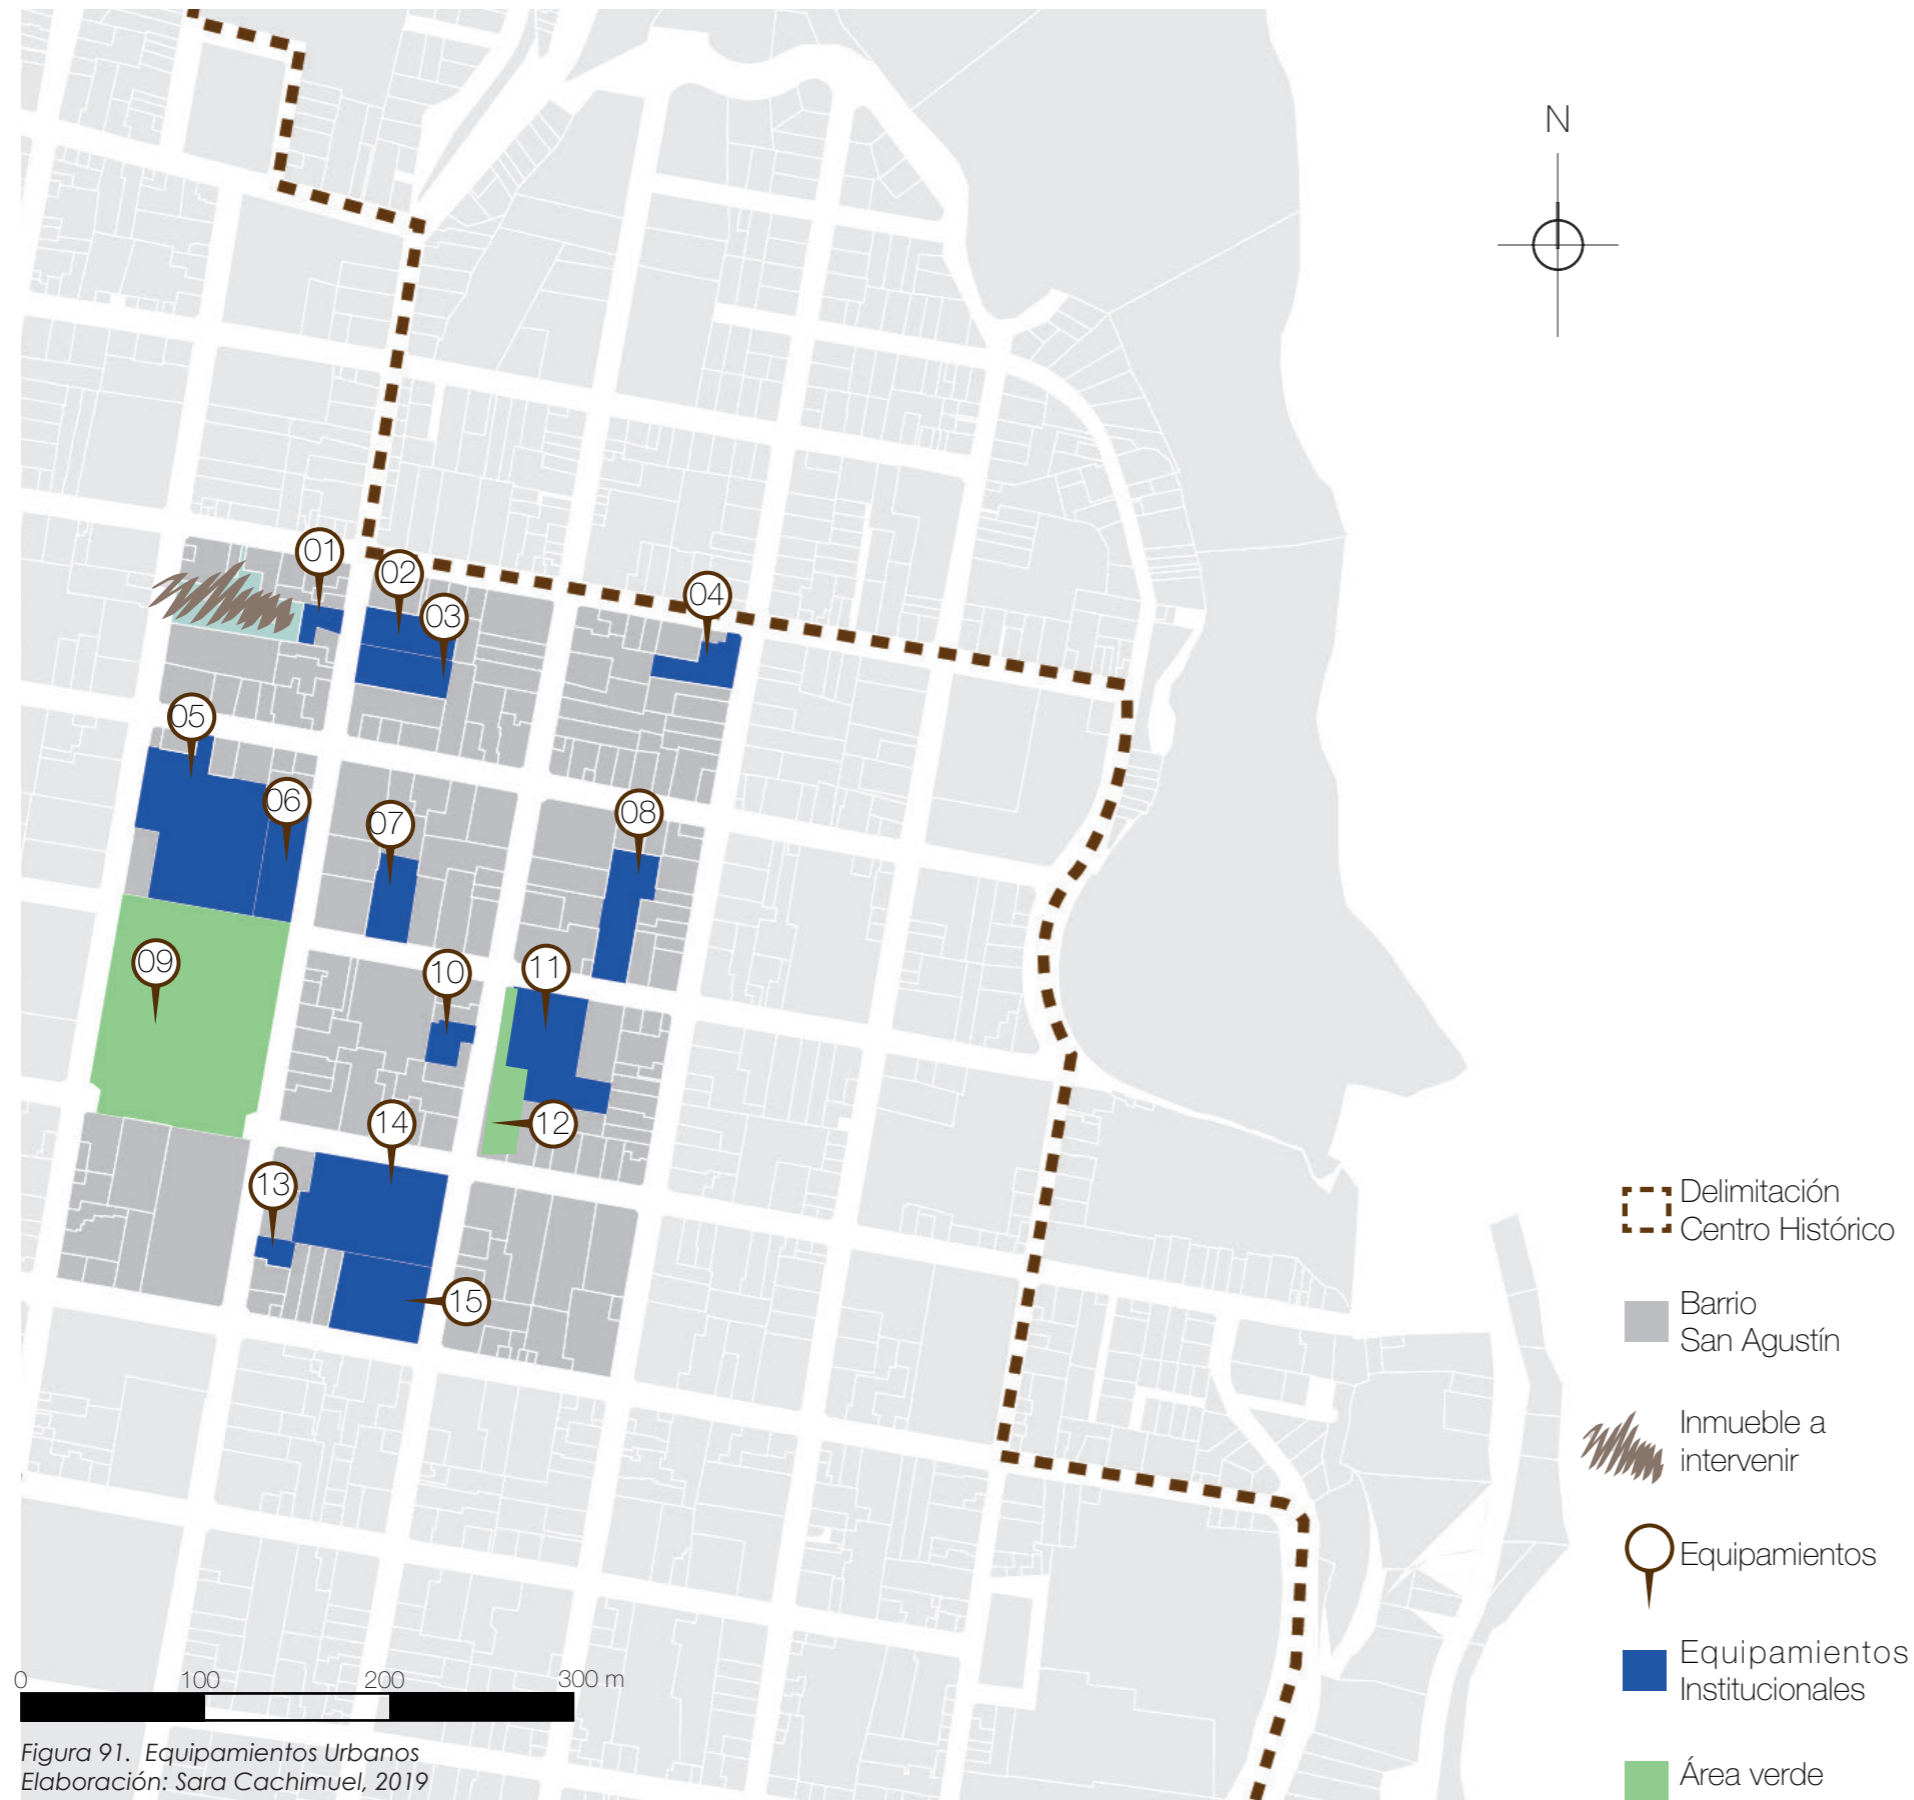 N
01
02
03
04
05
06
07
08
09
10
11
12
13
14
15
Delimitación
Centro Histórico
Barrio
San Agustín
Inmueble a
intervenir
Equipamientos
Equipamientos
Institucionales
Área verde
0 100 200 300 m
Figura 91. Equipamientos Urbanos
Elaboración: Sara Cachimuel, 2019